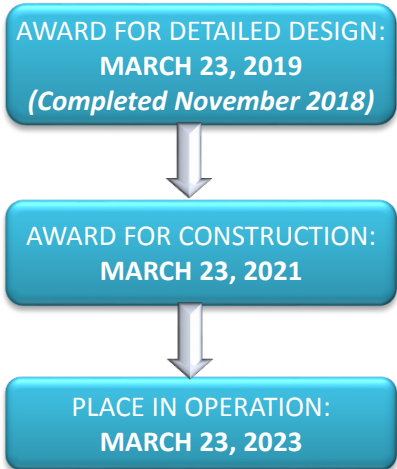 AWARD FOR DETAILED DESIGN:
MARCH 23, 2019
(Completed November 2018)
AWARD FOR CONSTRUCTION:
MARCH 23, 2021
PLACE IN OPERATION:
MARCH 23, 2023